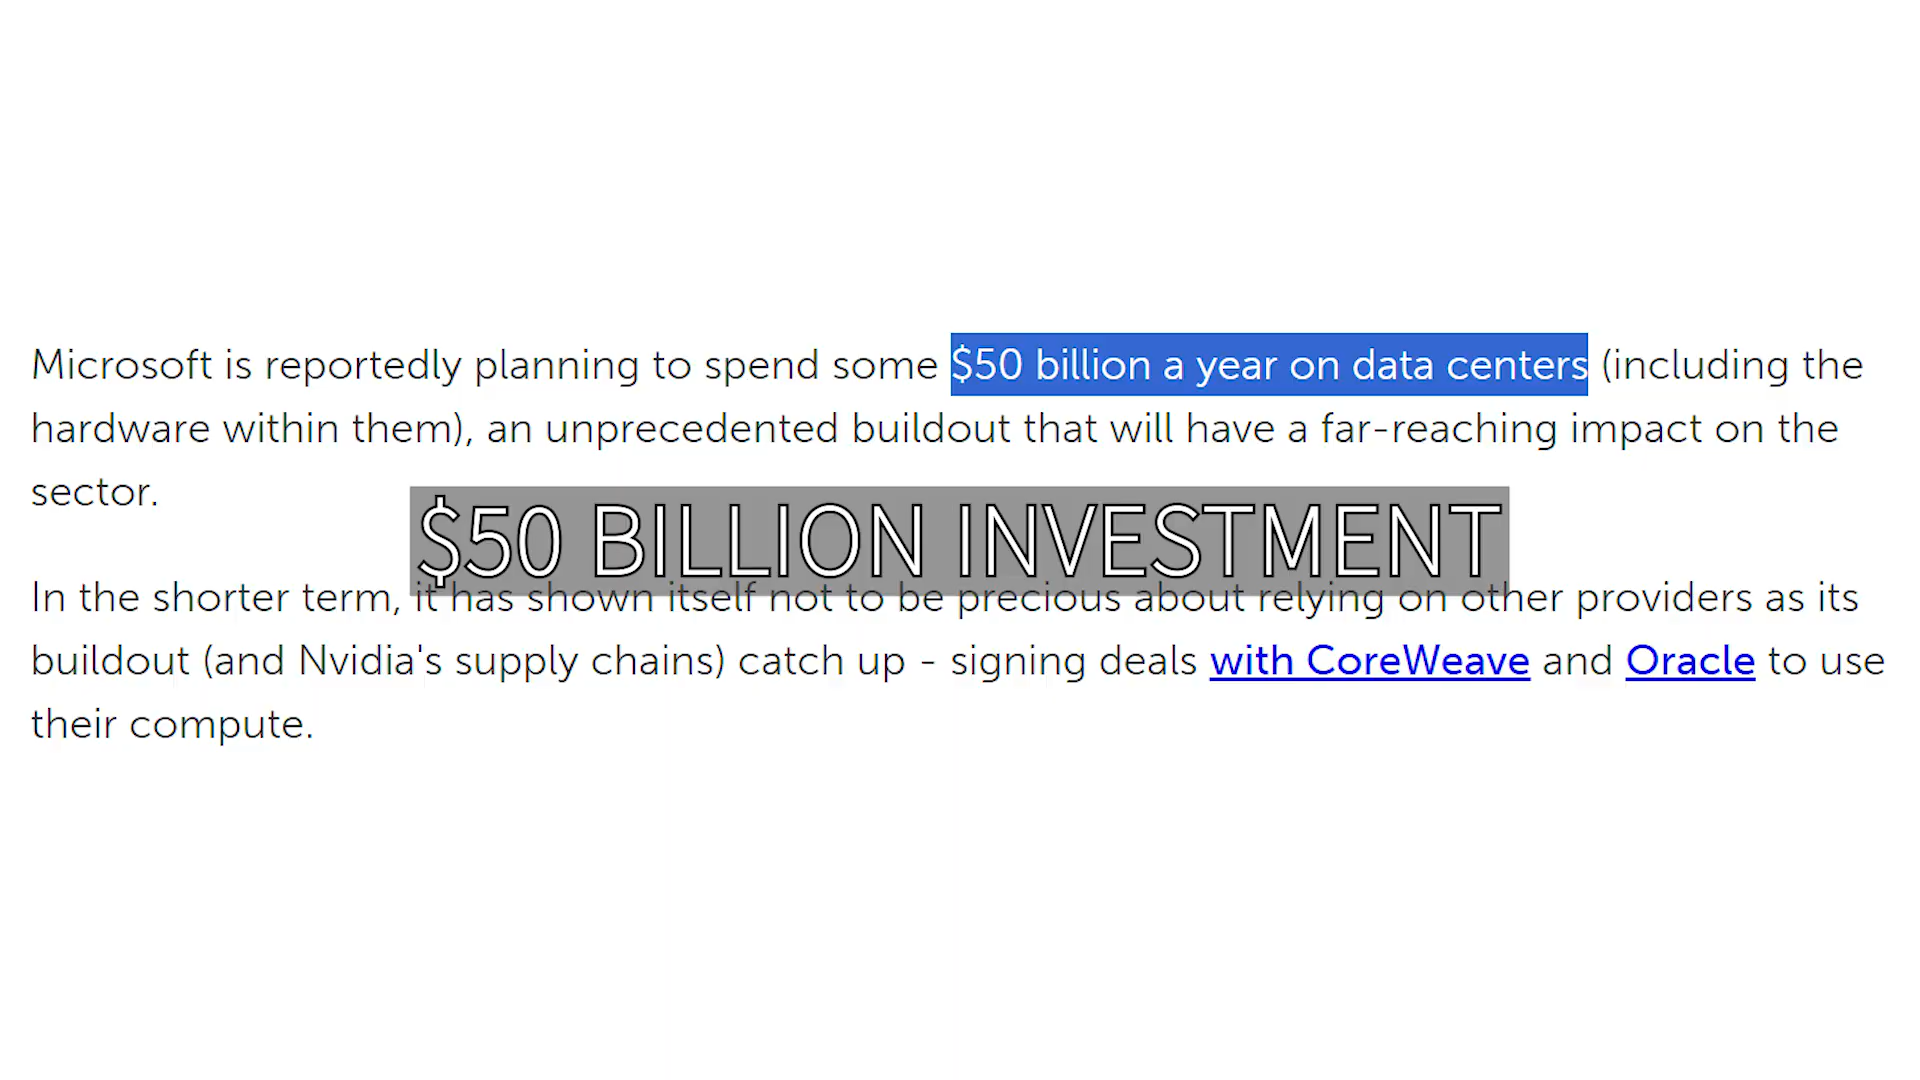 Microsoft is reportedly planning to spend some $50 billion a year on data centers (including the
hardware within them), an unprecedented buildout that will have a far-reaching impact on the
sector.
$50 BILLION INVESTMENT
In the shorter term, it has shown itself not to be precious about relying on other providers as its
buildout (and Nvidia's supply chains) catch up - signing deals with CoreWeave and Oracle to use
their compute.